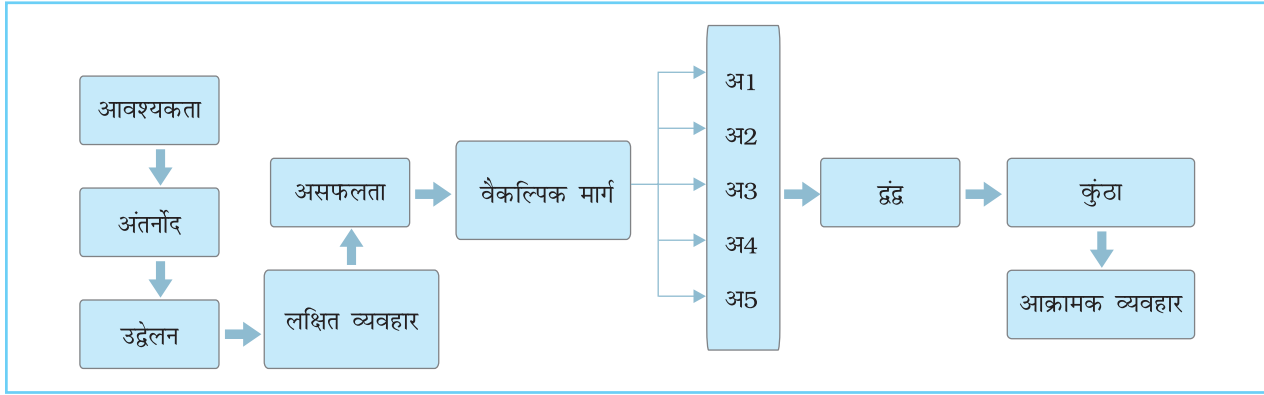 आवश्यकता
अंतर्नोद
उद्वेलन
लक्षित व्यवहार
असफलता
वैकल्पिक मार्ग
अ1
अ2
अ3
अ4
अ5
द्वंद्व
कुंठा
आक्रामक व्यवहार